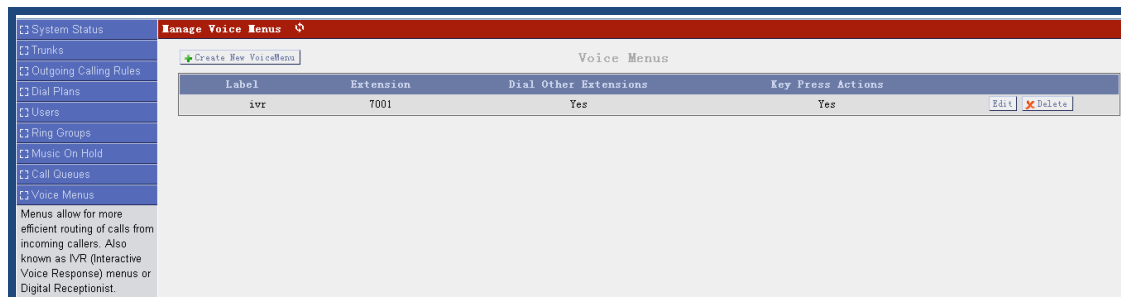 System Status
Trunks
Outgoing Calling Rules
Dial Plans
Users
Ring Groups
Music On Hold
Call Queues
Voice Menus
Menus allow for more
efficient routing of calls from
incoming callers. Also
known as IVR (Interactive
Voice Response) menus or
Digital Receptionist.
Manage Voice Menus
Create New VoiceMenu
Voice Menus
Label Extension Dial Other Extensions Key Press Actions
ivr 7001 Yes Yes Edit Delete